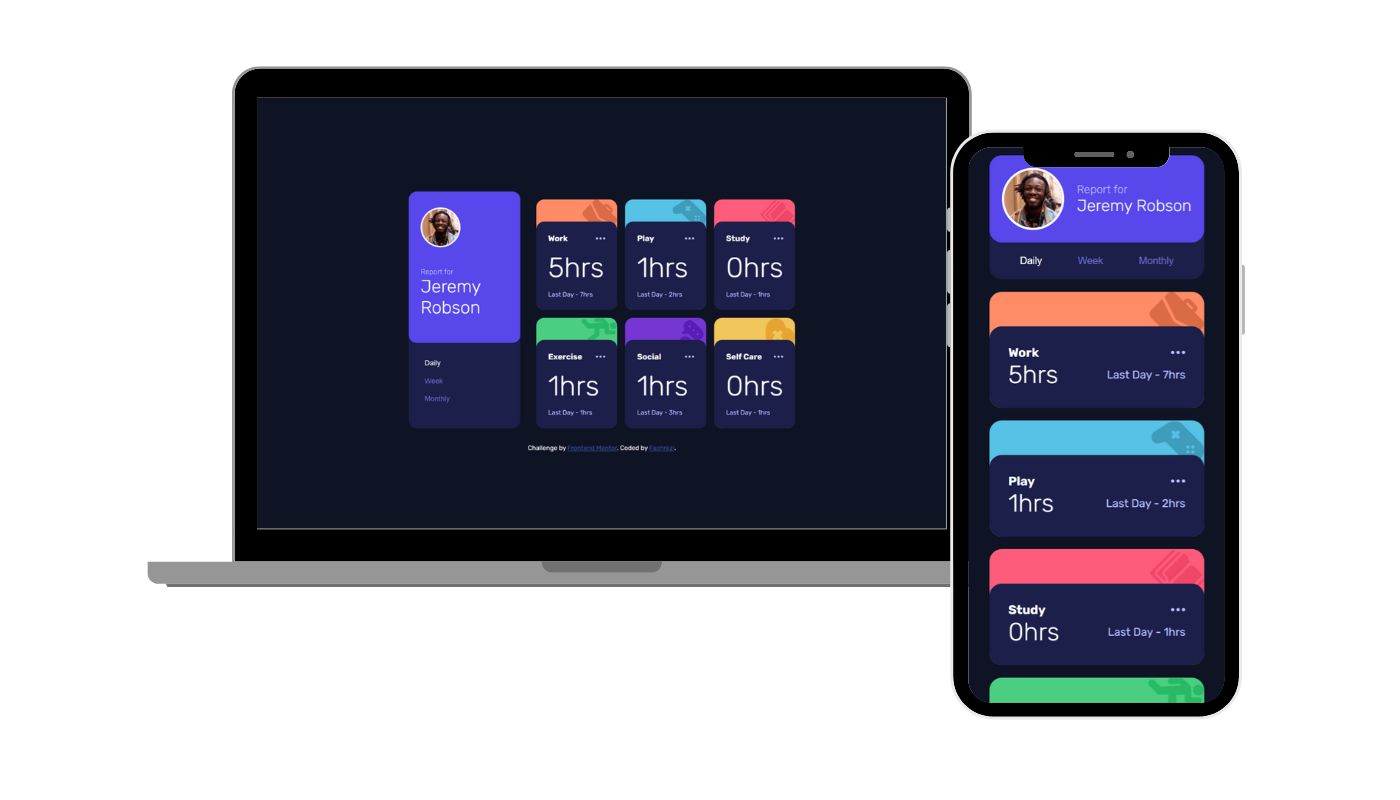 Report for
Jeremy
Robson
Daily
Week
Monthly
Work
5hrs
Last Day - 7hrs
Play
1hrs
Last Day - 2hrs
Study
0hrs
Last Day - 1hrs
Exercise
1hrs
Last Day - 1hrs
Social
1hrs
Last Day - 3hrs
Self Care
0hrs
Last Day - 1hrs
Challenge by Frontend Mentor. Coded by
Report for
Jeremy Robson
Daily Week Monthly
Work
5hrs Last Day - 7hrs
Play
1hrs Last Day - 2hrs
Study
0hrs Last Day - 1hrs